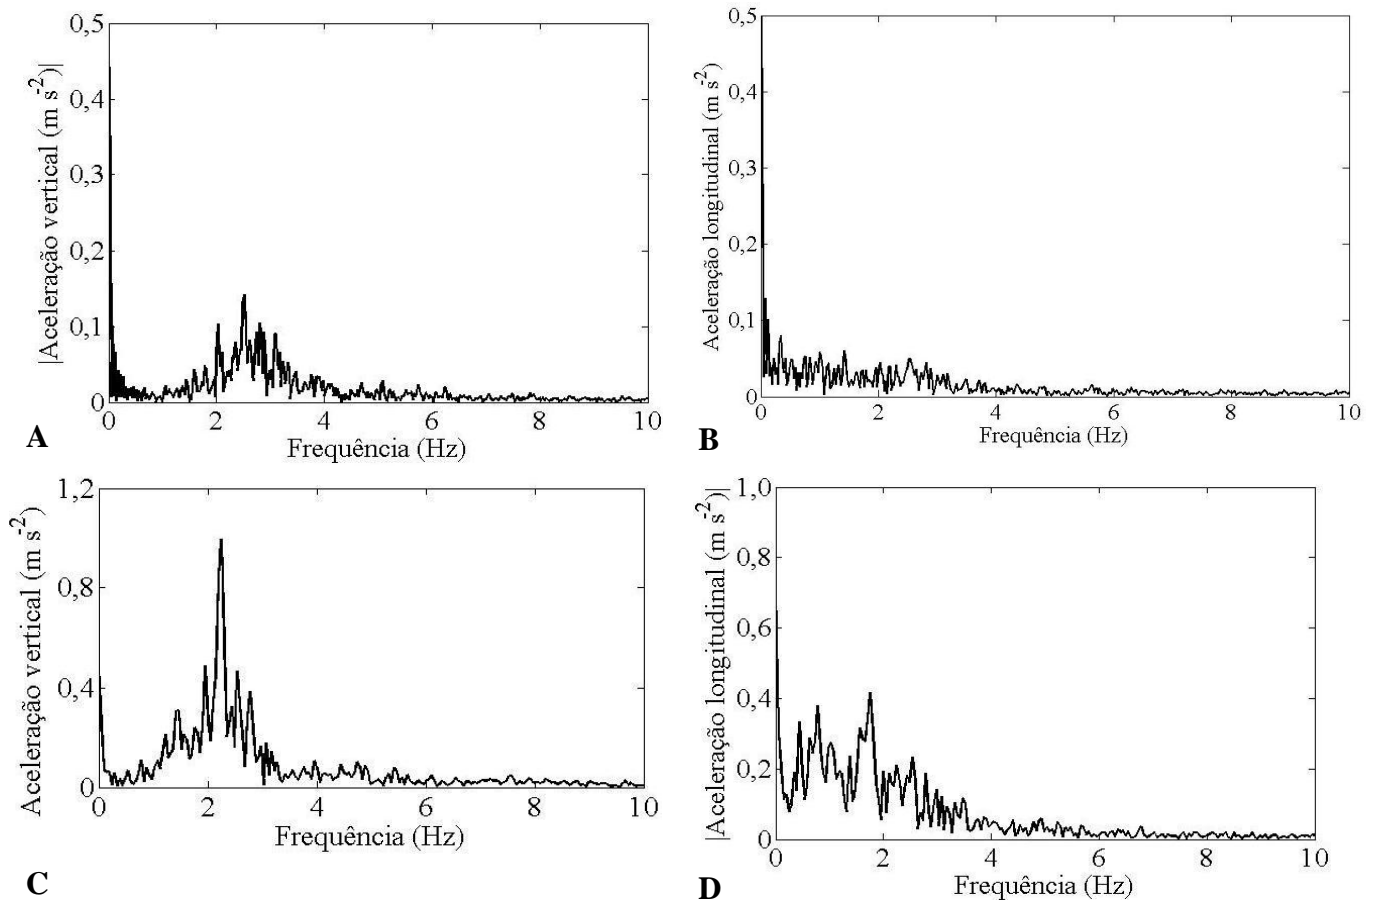 |Aceleração vertical (m s-2)|
0,5
0,4
0,3
0,2
0,1
0
0 2 4 6 8 10
Frequência (Hz)
A
Aceleração longitudinal (m s-2)
0,5
0,4
0,3
0,2
0,1
0
0 2 4 6 8 10
Frequência (Hz)
B
Aceleração vertical (m s-2)
1,2
0,8
0,4
0
0 2 4 6 8 10
Frequência (Hz)
C
|Aceleração longitudinal (m s-2)|
1,0
0,8
0,6
0,4
0,2
0
0 2 4 6 8 10
Frequência (Hz)
D